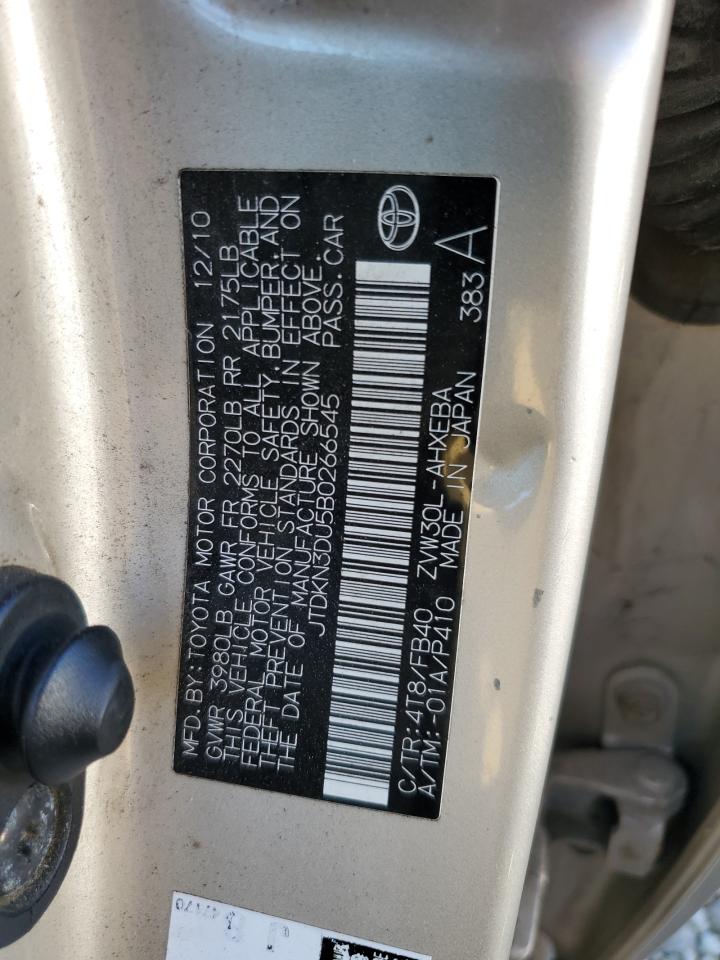 MFD.BY:TOYOTA MOTOR CORPORATION 12/10
GVWR 3980LB GAWR FR 2270LB RR 2175LB
THIS VEHICLE CONFORMS TO ALL APPLICABLE
FEDERAL MOTOR VEHICLE SAFETY,BUMPER,AND
THEFT PREVENTION STANDARDS IN EFFECT ON
THE DATE OF MANUFACTURE SHOWN ABOVE.
JTDKN3DU5B0266545 PASS.CAR
C/TR:4T8/FB40 ZVW30L-AHXEBA
A/TM:-01A/P410 MADE IN JAPAN 383 A